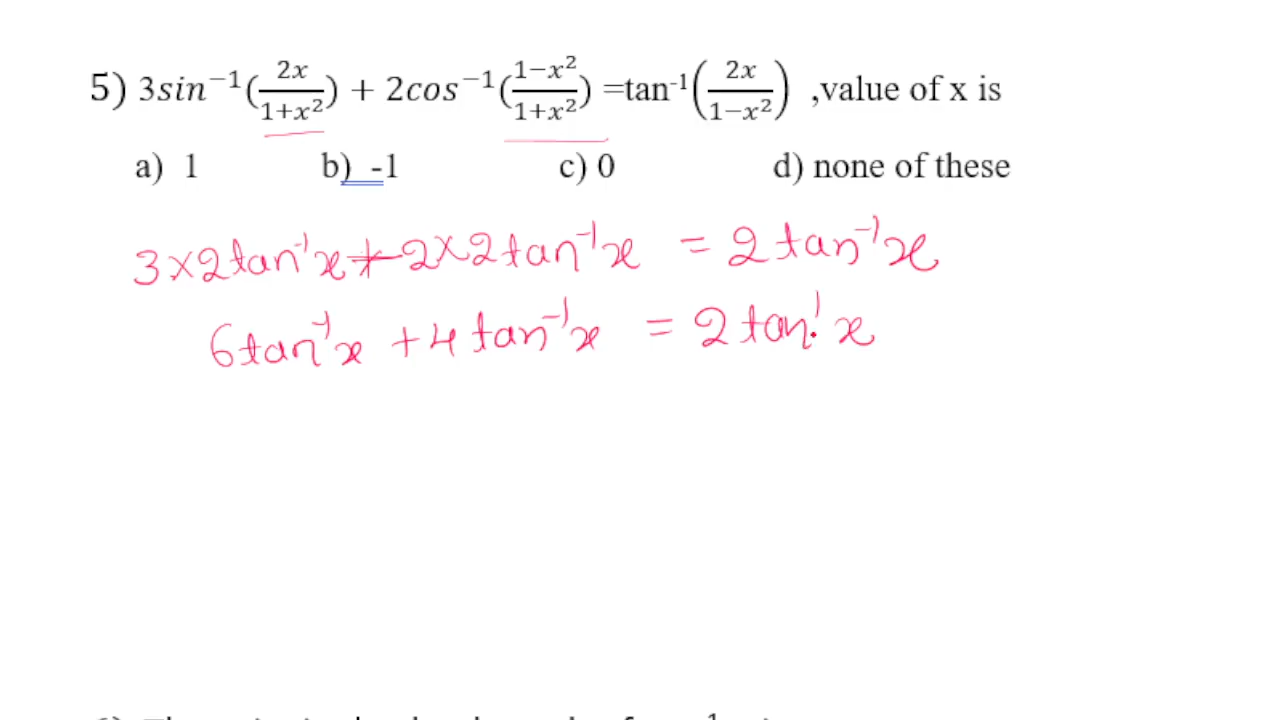 5) 3sin⁻¹(2x/1+x²) + 2cos⁻¹(1−x²/1+x²) =tan⁻¹(2x/1−x²) ,value of x is
a) 1 b) -1 c) 0 d) none of these
3×2tan⁻¹x + 2×2tan⁻¹x = 2tan⁻¹x
6tan⁻¹x + 4tan⁻¹x = 2tan⁻¹x